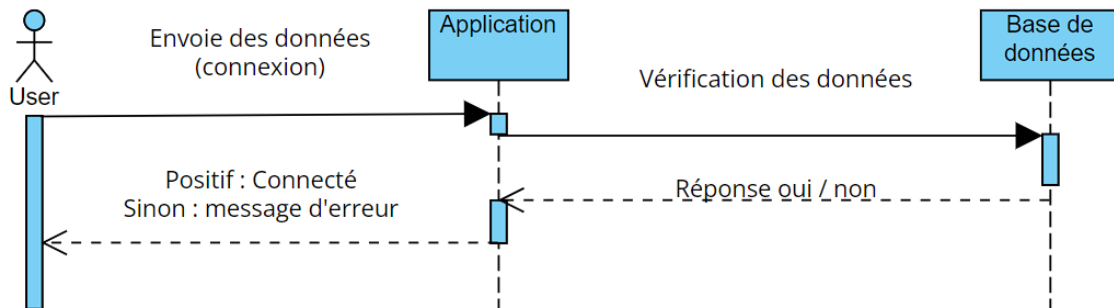 Envoie des données
(connexion)
Application
Base de
données
User
Vérification des données
Positif : Connecté
Sinon : message d'erreur
Réponse oui / non